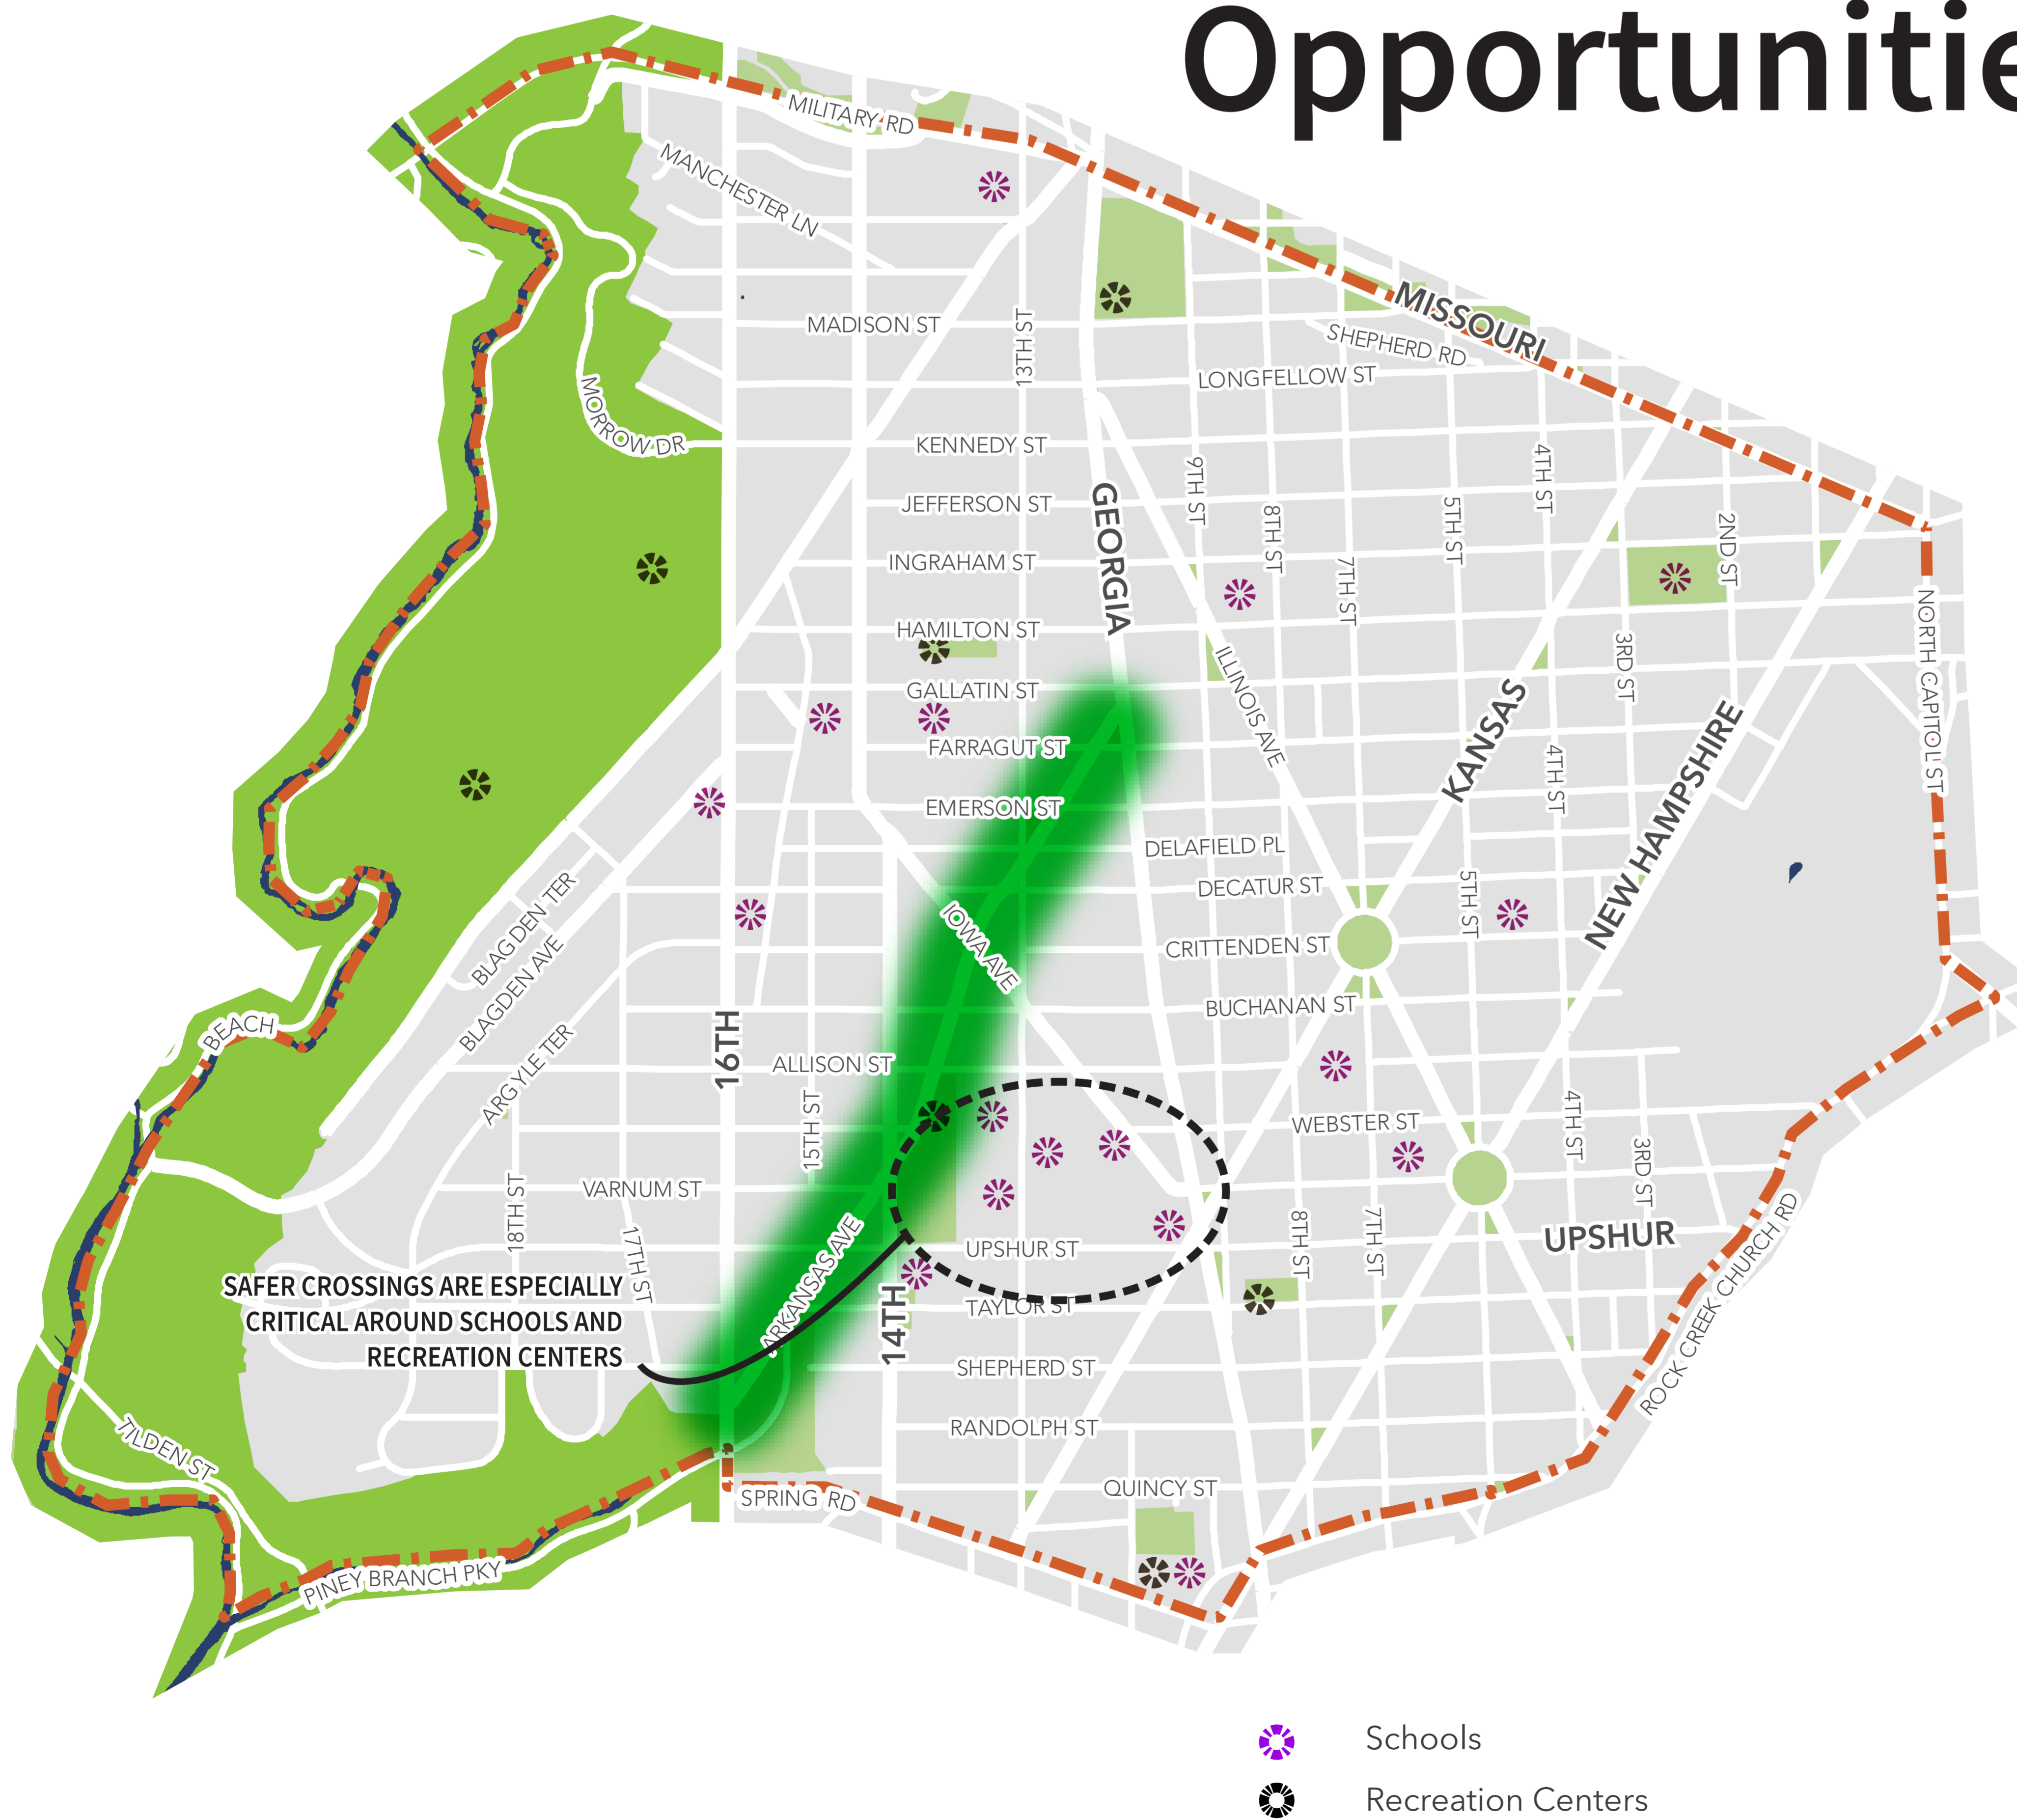 Opportunitie
MILITARY RD
MANCHESTER LN
MADISON ST
13TH ST
MISSOURI
SHEPHERD RD
LONGFELLOW ST
MORROW DR
KENNEDY ST
JEFFERSON ST
INGRAHAM ST
HAMILTON ST
GALLATIN ST
FARRAGUT ST
EMERSON ST
GEORGIA
9TH ST
8TH ST
7TH ST
5TH ST
4TH ST
2ND ST
3RD ST
NORTH CAPITOL ST
ILLINOIS AVE
KANSAS
NEW HAMPSHIRE
4TH ST
DELAFIELD PL
DECATUR ST
5TH ST
CRITTENDEN ST
BUCHANAN ST
IOWA AVE
BLAGDEN TER
BLAGDEN AVE
ARGYLE TER
BEACH
16TH
ALLISON ST
15TH ST
WEBSTER ST
4TH ST
3RD ST
VARNUM ST
18TH ST
17TH ST
UPSHUR ST
UPSHUR
8TH ST
7TH ST
ROCK CREEK CHURCH RD
ARKANSAS AVE
14TH
TAYLOR ST
SAFER CROSSINGS ARE ESPECIALLY
CRITICAL AROUND SCHOOLS AND
RECREATION CENTERS
SHEPHERD ST
RANDOLPH ST
QUINCY ST
SPRING RD
TILDEN ST
PINEY BRANCH PKY
Schools
Recreation Centers